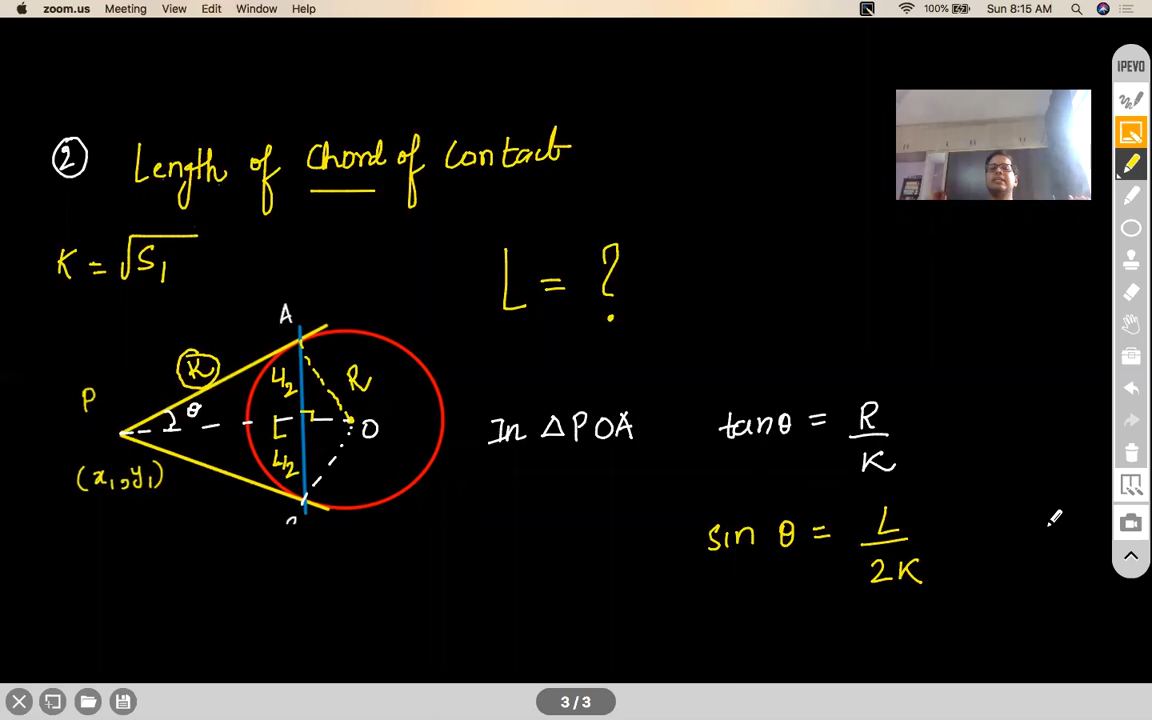 zoom.us Meeting View Edit Window Help 100% Sun 8:15 AM
IPEVO
② Length of Chord of Contact
K = √S₁
L = ?
A
K
L/2
R
P
θ
E
O
In △POA tanθ = R/K
L/2
(x₁,y₁)
sin θ = L/2K
3/3